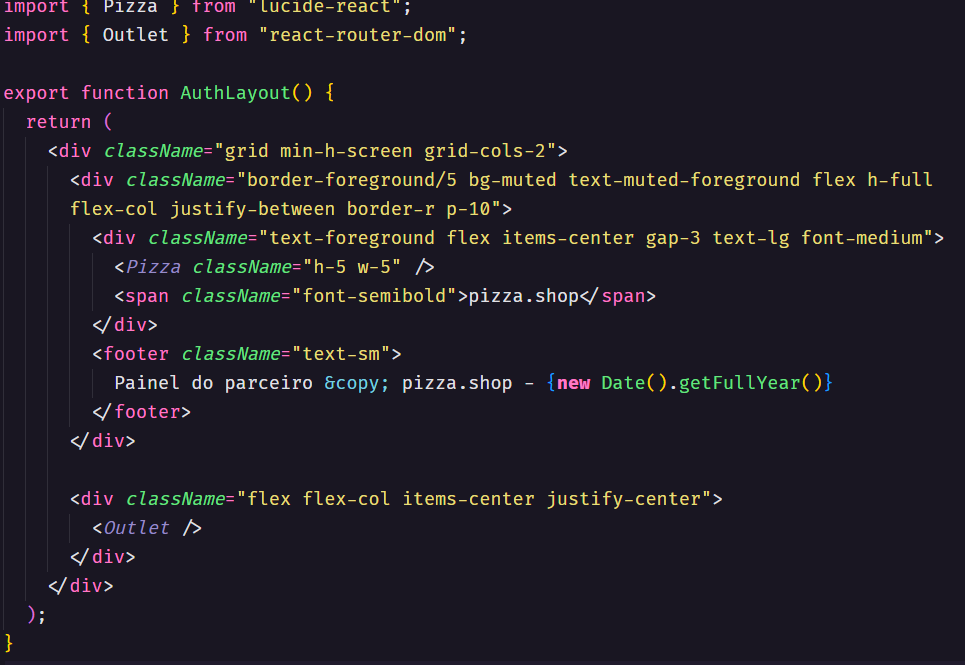 import { Pizza } from "lucide-react";
import { Outlet } from "react-router-dom";
export function AuthLayout() {
return (
<div className="grid min-h-screen grid-cols-2">
<div className="border-foreground/5 bg-muted text-muted-foreground flex h-full
flex-col justify-between border-r p-10">
<div className="text-foreground flex items-center gap-3 text-lg font-medium">
<Pizza className="h-5 w-5" />
<span className="font-semibold">pizza.shop</span>
</div>
<footer className="text-sm">
Painel do parceiro &copy; pizza.shop - {new Date().getFullYear()}
</footer>
</div>
<div className="flex flex-col items-center justify-center">
<Outlet />
</div>
</div>
);
}